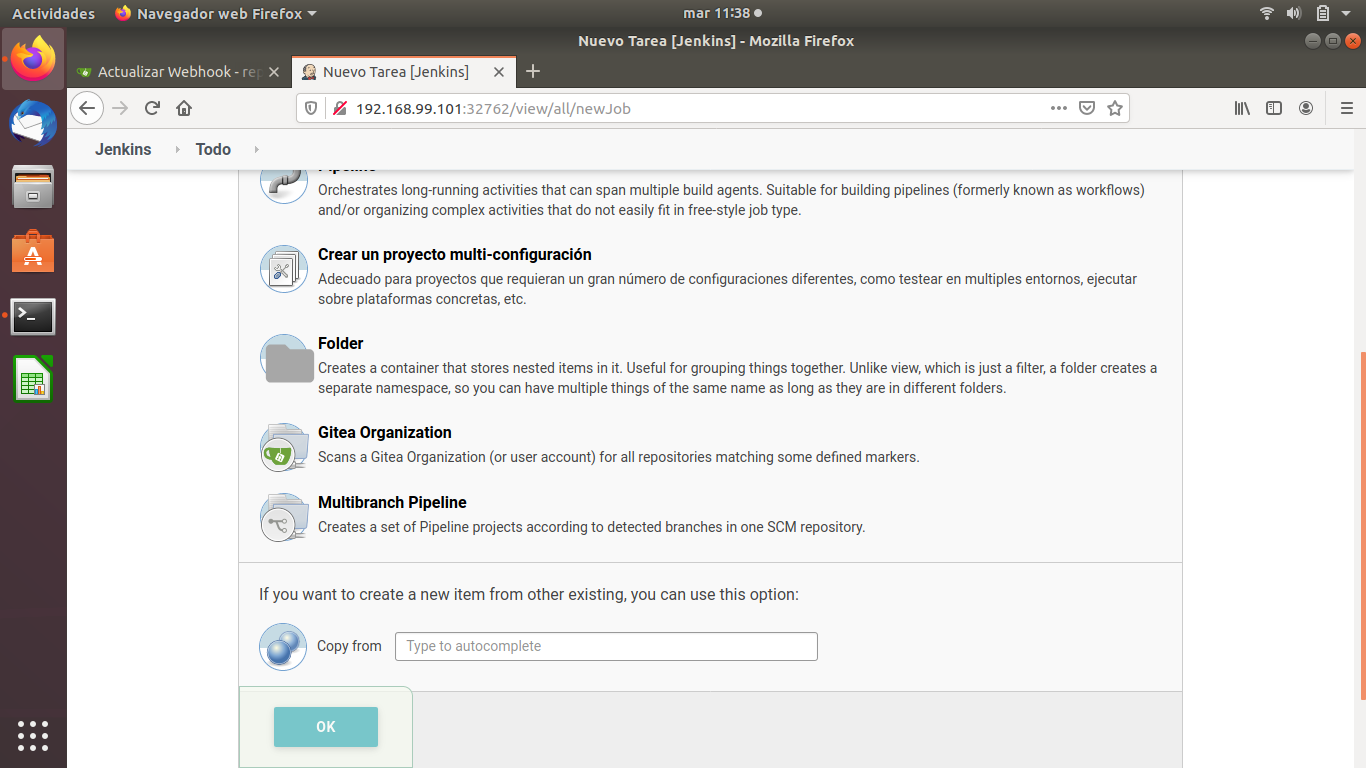 Actividades
Navegador web Firefox
mar 11:38
Nuevo Tarea [Jenkins] - Mozilla Firefox
Actualizar Webhook - rep
Nuevo Tarea [Jenkins]
192.168.99.101:32762/view/all/newJob
Jenkins
Todo
Pipeline
Orchestrates long-running activities that can span multiple build agents. Suitable for building pipelines (formerly known as workflows)
and/or organizing complex activities that do not easily fit in free-style job type.
Crear un proyecto multi-configuración
Adecuado para proyectos que requieran un gran número de configuraciones diferentes, como testear en multiples entornos, ejecutar
sobre plataformas concretas, etc.
Folder
Creates a container that stores nested items in it. Useful for grouping things together. Unlike view, which is just a filter, a folder creates a
separate namespace, so you can have multiple things of the same name as long as they are in different folders.
Gitea Organization
Scans a Gitea Organization (or user account) for all repositories matching some defined markers.
Multibranch Pipeline
Creates a set of Pipeline projects according to detected branches in one SCM repository.
If you want to create a new item from other existing, you can use this option:
Copy from
Type to autocomplete
OK